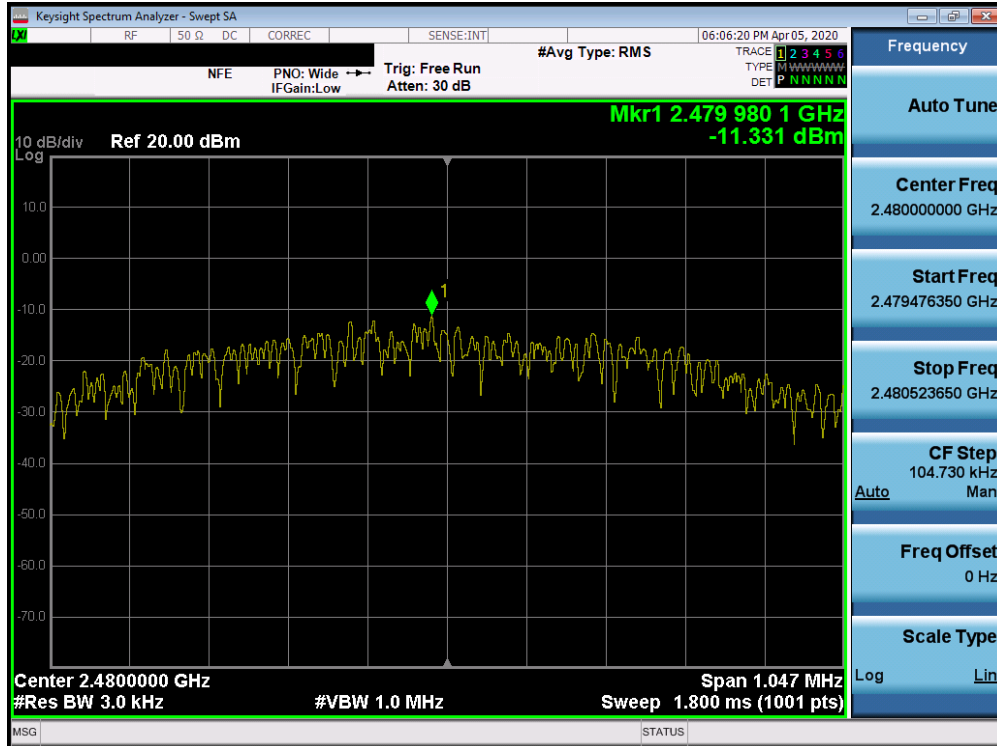 Keysight Spectrum Analyzer - Swept SA
LXI RF 50 Ω DC CORREC SENSE:INT 06:06:20 PM Apr 05, 2020
NFE PNO: Wide Trig: Free Run #Avg Type: RMS TRACE 1 2 3 4 5 6
IFGain:Low Atten: 30 dB TYPE M WWWWW
DET P N N N N N
Mkr1 2.479 980 1 GHz
-11.331 dBm
10 dB/div Ref 20.00 dBm
Log
10.0
0.00
1
-10.0
-20.0
-30.0
-40.0
-50.0
-60.0
-70.0
Center 2.4800000 GHz Span 1.047 MHz
#Res BW 3.0 kHz #VBW 1.0 MHz Sweep 1.800 ms (1001 pts)
MSG STATUS
Frequency
Auto Tune
Center Freq
2.480000000 GHz
Start Freq
2.479476350 GHz
Stop Freq
2.480523650 GHz
CF Step
104.730 kHz
Auto Man
Freq Offset
0 Hz
Scale Type
Log Lin